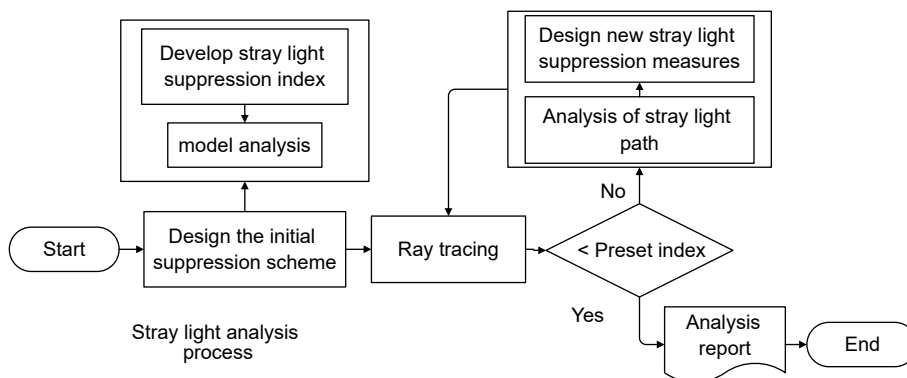 Develop stray light
suppression index
model analysis
Design new stray light
suppression measures
Analysis of stray light
path
No
Start
Design the initial
suppression scheme
Ray tracing
< Preset index
Yes
Analysis
report
End
Stray light analysis
process